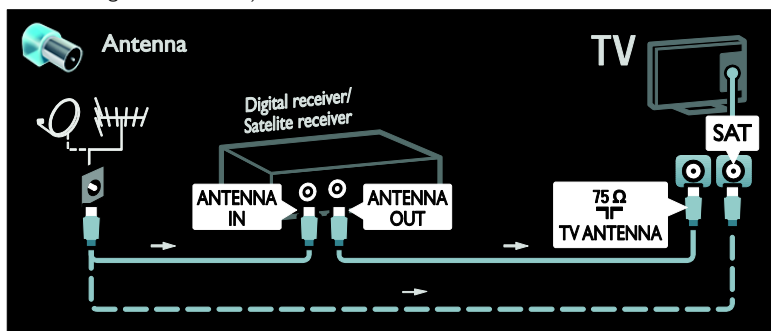 Antenna
TV
Digital receiver/
Satelite receiver
SAT
ANTENNA
IN
ANTENNA
OUT
75 Ω
TV ANTENNA